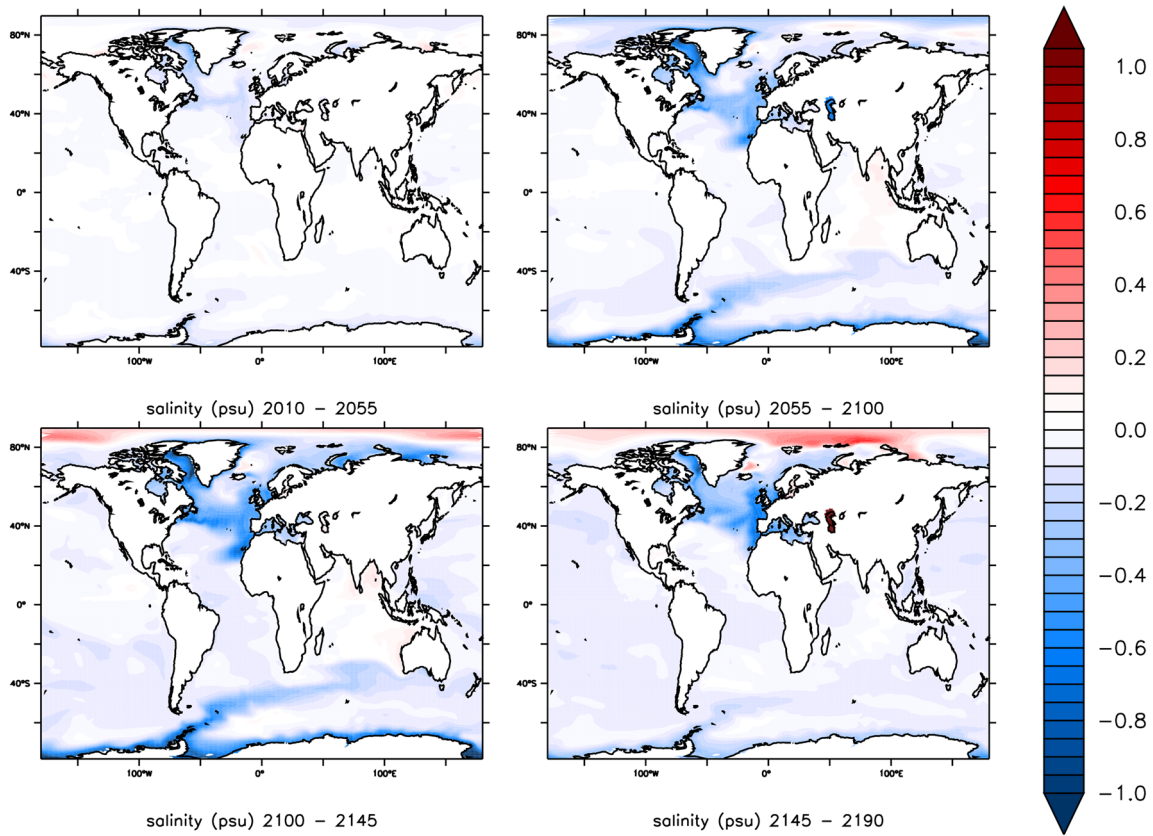 80°N
40°N
0°
40°S
100°W 0° 100°E
salinity (psu) 2010 − 2055
80°N
40°N
0°
40°S
100°W 0° 100°E
salinity (psu) 2055 − 2100
80°N
40°N
0°
40°S
100°W 0° 100°E
salinity (psu) 2100 − 2145
80°N
40°N
0°
40°S
100°W 0° 100°E
salinity (psu) 2145 − 2190
1.0
0.8
0.6
0.4
0.2
0.0
−0.2
−0.4
−0.6
−0.8
−1.0